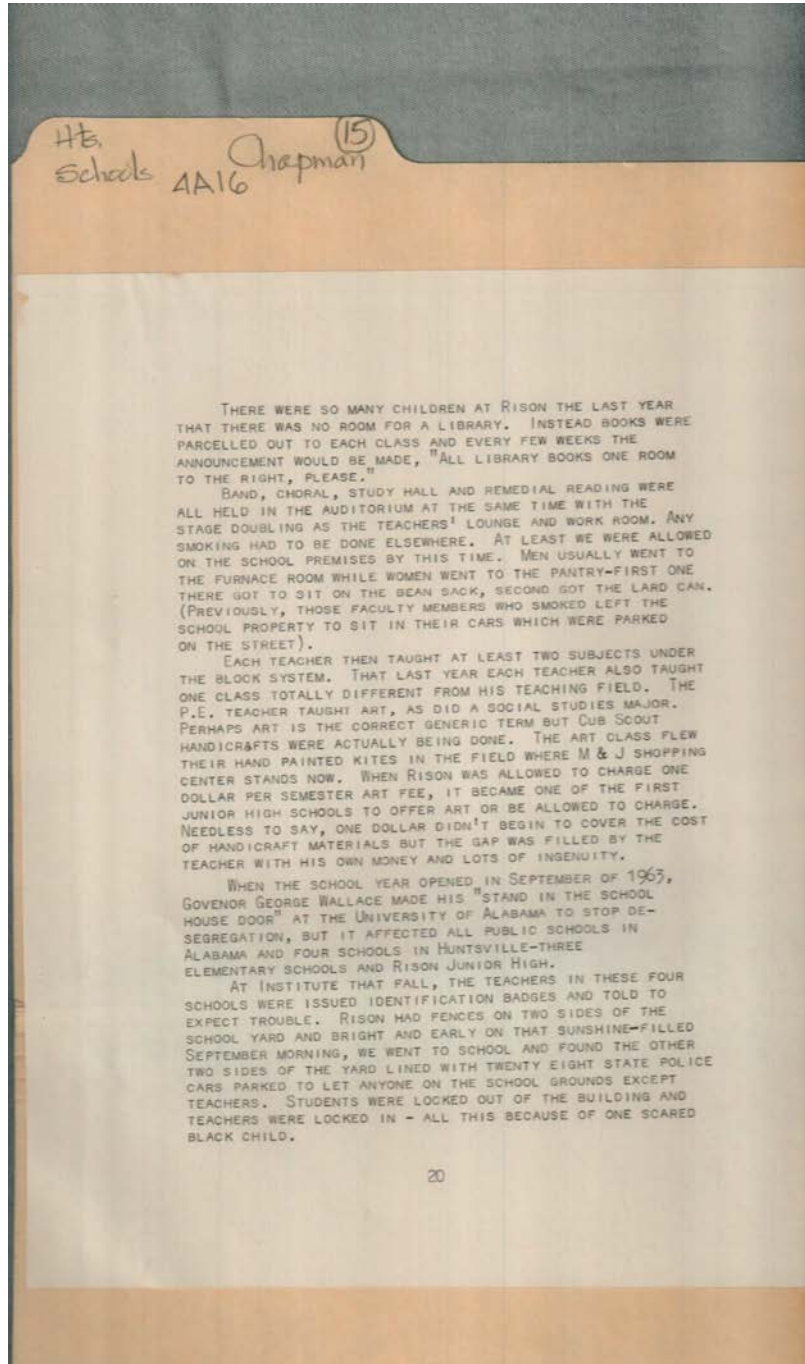 Hts. Chapman (15)
Schools 4A16
THERE WERE SO MANY CHILDREN AT RISON THE LAST YEAR
THAT THERE WAS NO ROOM FOR A LIBRARY. INSTEAD BOOKS WERE
PARCELLED OUT TO EACH CLASS AND EVERY FEW WEEKS THE
ANNOUNCEMENT WOULD BE MADE, "ALL LIBRARY BOOKS ONE ROOM
TO THE RIGHT, PLEASE."
BAND, CHORAL, STUDY HALL AND REMEDIAL READING WERE
ALL HELD IN THE AUDITORIUM AT THE SAME TIME WITH THE
STAGE DOUBLING AS THE TEACHERS' LOUNGE AND WORK ROOM. ANY
SMOKING HAD TO BE DONE ELSEWHERE. AT LEAST WE WERE ALLOWED
ON THE SCHOOL PREMISES BY THIS TIME. MEN USUALLY WENT TO
THE FURNACE ROOM WHILE WOMEN WENT TO THE PANTRY-FIRST ONE
THERE GOT TO SIT ON THE BEAN SACK, SECOND GOT THE LARD CAN.
(PREVIOUSLY, THOSE FACULTY MEMBERS WHO SMOKED LEFT THE
SCHOOL PROPERTY TO SIT IN THEIR CARS WHICH WERE PARKED
ON THE STREET).
EACH TEACHER THEN TAUGHT AT LEAST TWO SUBJECTS UNDER
THE BLOCK SYSTEM. THAT LAST YEAR EACH TEACHER ALSO TAUGHT
ONE CLASS TOTALLY DIFFERENT FROM HIS TEACHING FIELD. THE
P.E. TEACHER TAUGHT ART, AS DID A SOCIAL STUDIES MAJOR.
PERHAPS ART IS THE CORRECT GENERIC TERM BUT CUB SCOUT
HANDICRAFTS WERE ACTUALLY BEING DONE. THE ART CLASS FLEW
THEIR HAND PAINTED KITES IN THE FIELD WHERE M & J SHOPPING
CENTER STANDS NOW. WHEN RISON WAS ALLOWED TO CHARGE ONE
DOLLAR PER SEMESTER ART FEE, IT BECAME ONE OF THE FIRST
JUNIOR HIGH SCHOOLS TO OFFER ART OR BE ALLOWED TO CHARGE.
NEEDLESS TO SAY, ONE DOLLAR DIDN'T BEGIN TO COVER THE COST
OF HANDICRAFT MATERIALS BUT THE GAP WAS FILLED BY THE
TEACHER WITH HIS OWN MONEY AND LOTS OF INGENUITY.
WHEN THE SCHOOL YEAR OPENED IN SEPTEMBER OF 1963,
GOVENOR GEORGE WALLACE MADE HIS "STAND IN THE SCHOOL
HOUSE DOOR" AT THE UNIVERSITY OF ALABAMA TO STOP DE-
SEGREGATION, BUT IT AFFECTED ALL PUBLIC SCHOOLS IN
ALABAMA AND FOUR SCHOOLS IN HUNTSVILLE-THREE
ELEMENTARY SCHOOLS AND RISON JUNIOR HIGH.
AT INSTITUTE THAT FALL, THE TEACHERS IN THESE FOUR
SCHOOLS WERE ISSUED IDENTIFICATION BADGES AND TOLD TO
EXPECT TROUBLE. RISON HAD FENCES ON TWO SIDES OF THE
SCHOOL YARD AND BRIGHT AND EARLY ON THAT SUNSHINE-FILLED
SEPTEMBER MORNING, WE WENT TO SCHOOL AND FOUND THE OTHER
TWO SIDES OF THE YARD LINED WITH TWENTY EIGHT STATE POLICE
CARS PARKED TO LET ANYONE ON THE SCHOOL GROUNDS EXCEPT
TEACHERS. STUDENTS WERE LOCKED OUT OF THE BUILDING AND
TEACHERS WERE LOCKED IN - ALL THIS BECAUSE OF ONE SCARED
BLACK CHILD.
20